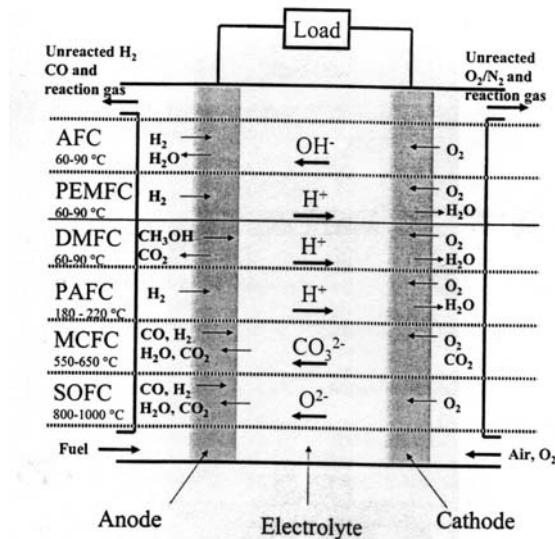 Load
Unreacted H₂
CO and
reaction gas
Unreacted
O₂/N₂ and
reaction gas
AFC
60-90 °C
H₂
H₂O
OH⁻
O₂
PEMFC
60-90 °C
H₂
H⁺
O₂
H₂O
DMFC
60-90 °C
CH₃OH
CO₂
H⁺
O₂
H₂O
PAFC
180 - 220 °C
H₂
H⁺
O₂
H₂O
MCFC
550-650 °C
CO, H₂
H₂O, CO₂
CO₃²⁻
O₂
CO₂
SOFC
800-1000 °C
CO, H₂
H₂O, CO₂
O²⁻
O₂
Fuel
Air, O₂
Anode
Electrolyte
Cathode